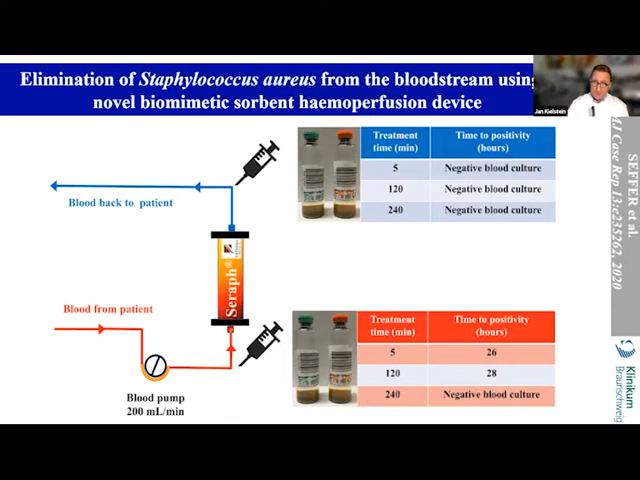 Elimination of Staphylococcus aureus from the bloodstream using
novel biomimetic sorbent haemoperfusion device
Jan Kielstein
Treatment time (min)
Time to positivity (hours)
5
Negative blood culture
120
Negative blood culture
240
Negative blood culture
Blood back to patient
Seraph®
Blood from patient
Blood pump
200 mL/min
Treatment time (min)
Time to positivity (hours)
5
26
120
28
240
Negative blood culture
SEFFER et al.
MJ Case Rep 13:e235262, 2020
Klinikum
Braunschweig